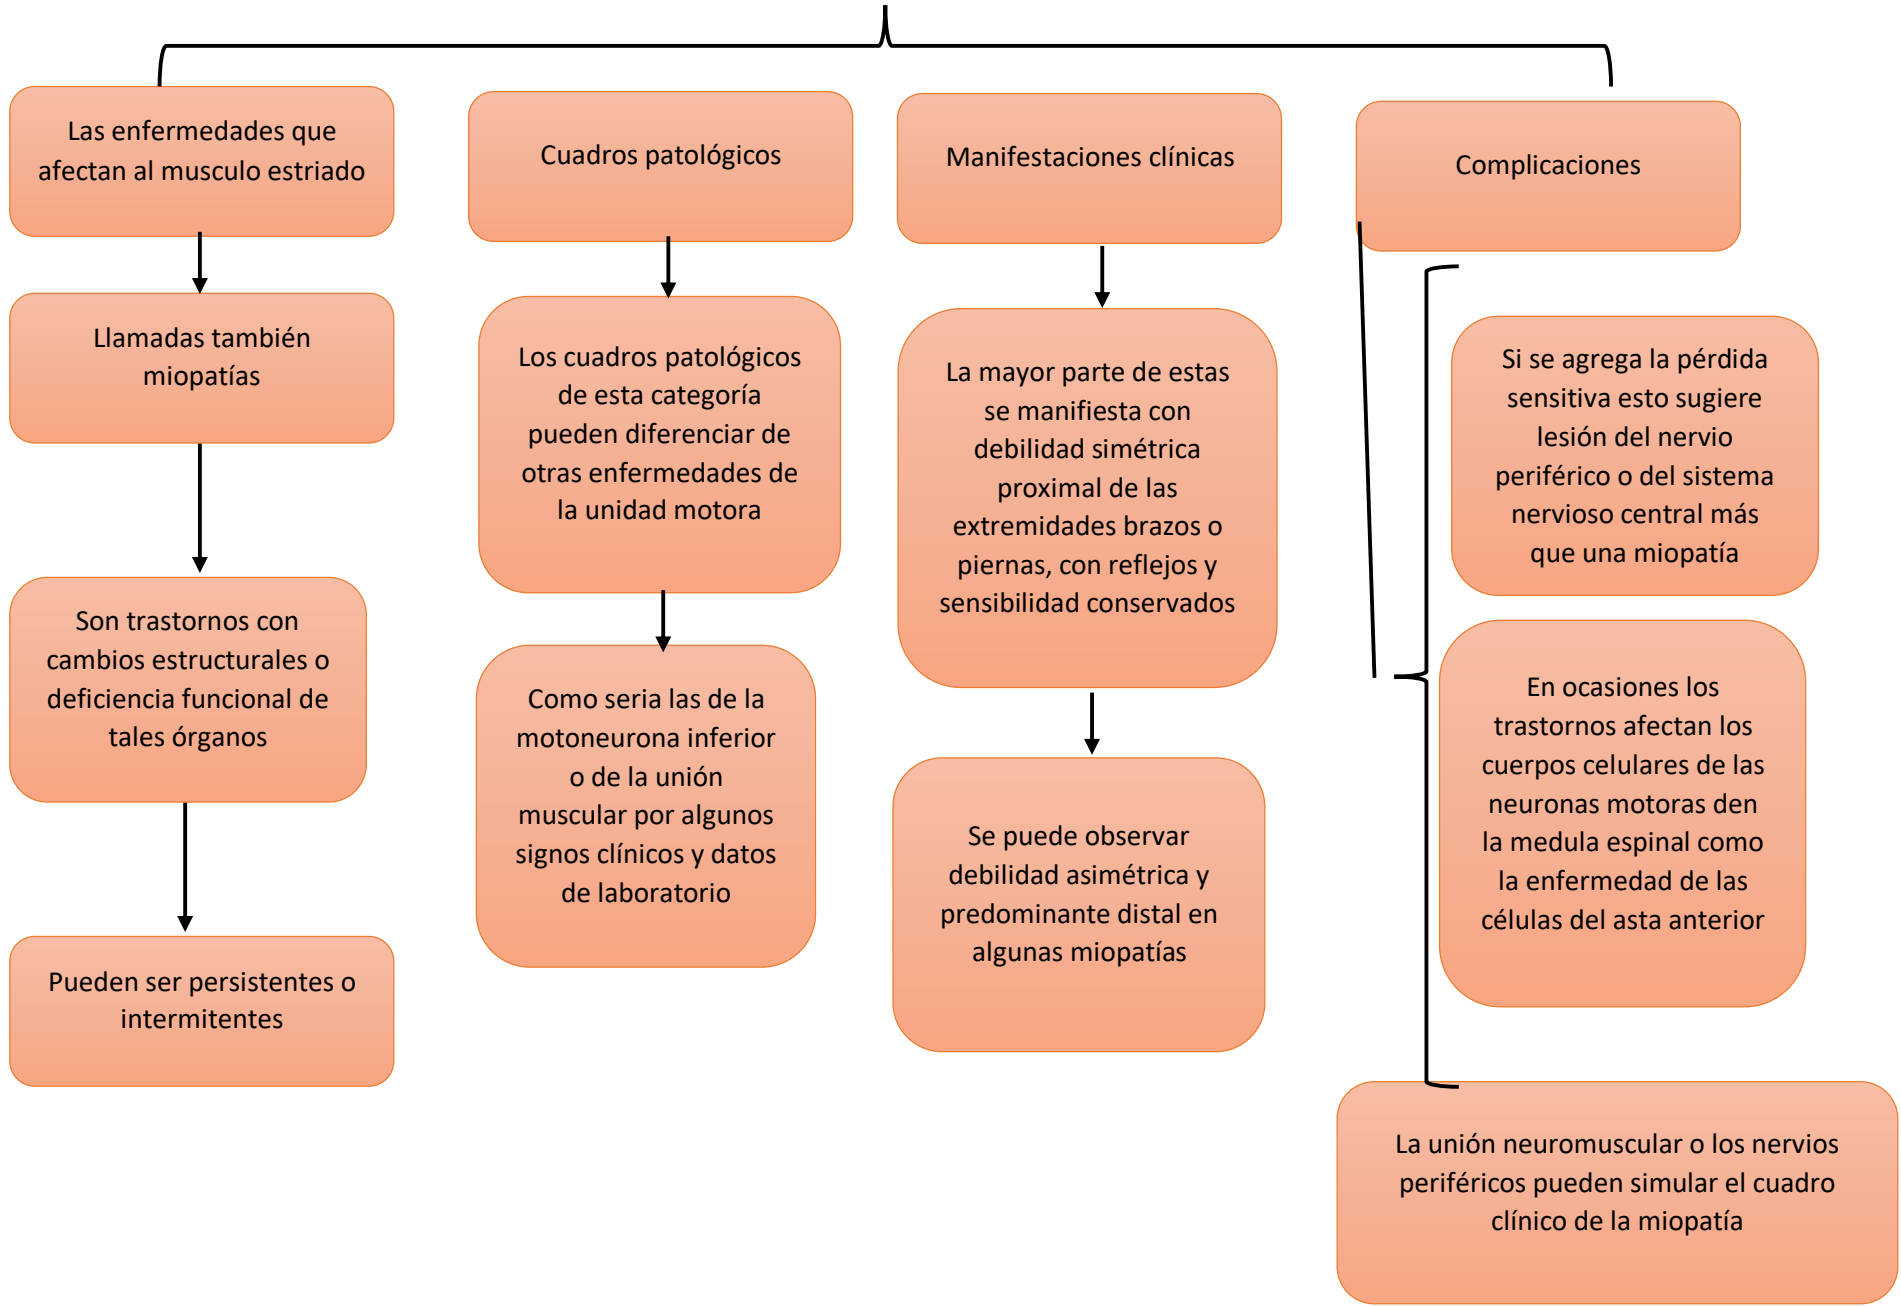 Las enfermedades que
afectan al musculo estriado
Llamadas también
miopatías
Son trastornos con
cambios estructurales o
deficiencia funcional de
tales órganos
Pueden ser persistentes o
intermitentes
Cuadros patológicos
Los cuadros patológicos
de esta categoría
pueden diferenciar de
otras enfermedades de
la unidad motora
Como seria las de la
motoneurona inferior
o de la unión
muscular por algunos
signos clínicos y datos
de laboratorio
Manifestaciones clínicas
La mayor parte de estas
se manifiesta con
debilidad simétrica
proximal de las
extremidades brazos o
piernas, con reflejos y
sensibilidad conservados
Se puede observar
debilidad asimétrica y
predominante distal en
algunas miopatías
Complicaciones
Si se agrega la pérdida
sensitiva esto sugiere
lesión del nervio
periférico o del sistema
nervioso central más
que una miopatía
En ocasiones los
trastornos afectan los
cuerpos celulares de las
neuronas motoras den
la medula espinal como
la enfermedad de las
células del asta anterior
La unión neuromuscular o los nervios
periféricos pueden simular el cuadro
clínico de la miopatía